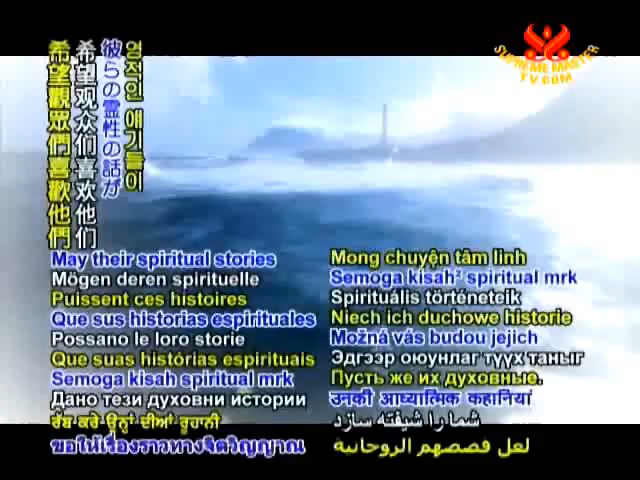 SUPREME MASTER
TV.COM
영적인 얘기들이
彼らの霊性の話が
希望观众们喜欢他们
希望觀眾們喜歡他們
May their spiritual stories
Mögen deren spirituelle
Puissent ces histoires
Que sus historias espirituales
Possano le loro storie
Que suas histórias espirituais
Semoga kisah spiritual mrk
Дано тези духовни истории
ਰੱਬ ਕਰੇ ਉਨ੍ਹਾਂ ਦੀਆਂ ਰੂਹਾਨੀ
ขอให้เรื่องราวทางจิตวิญญาณ
Mong chuyện tâm linh
Semoga kisah² spiritual mrk
Spirituális történeteik
Niech ich duchowe historie
Možná vás budou jejich
Эдгээр оюунлаг түүх таныг
Пусть же их духовные.
उनकी आध्यात्मिक कहानियां
شما را شیفته سازد
لعل قصصهم الروحانية